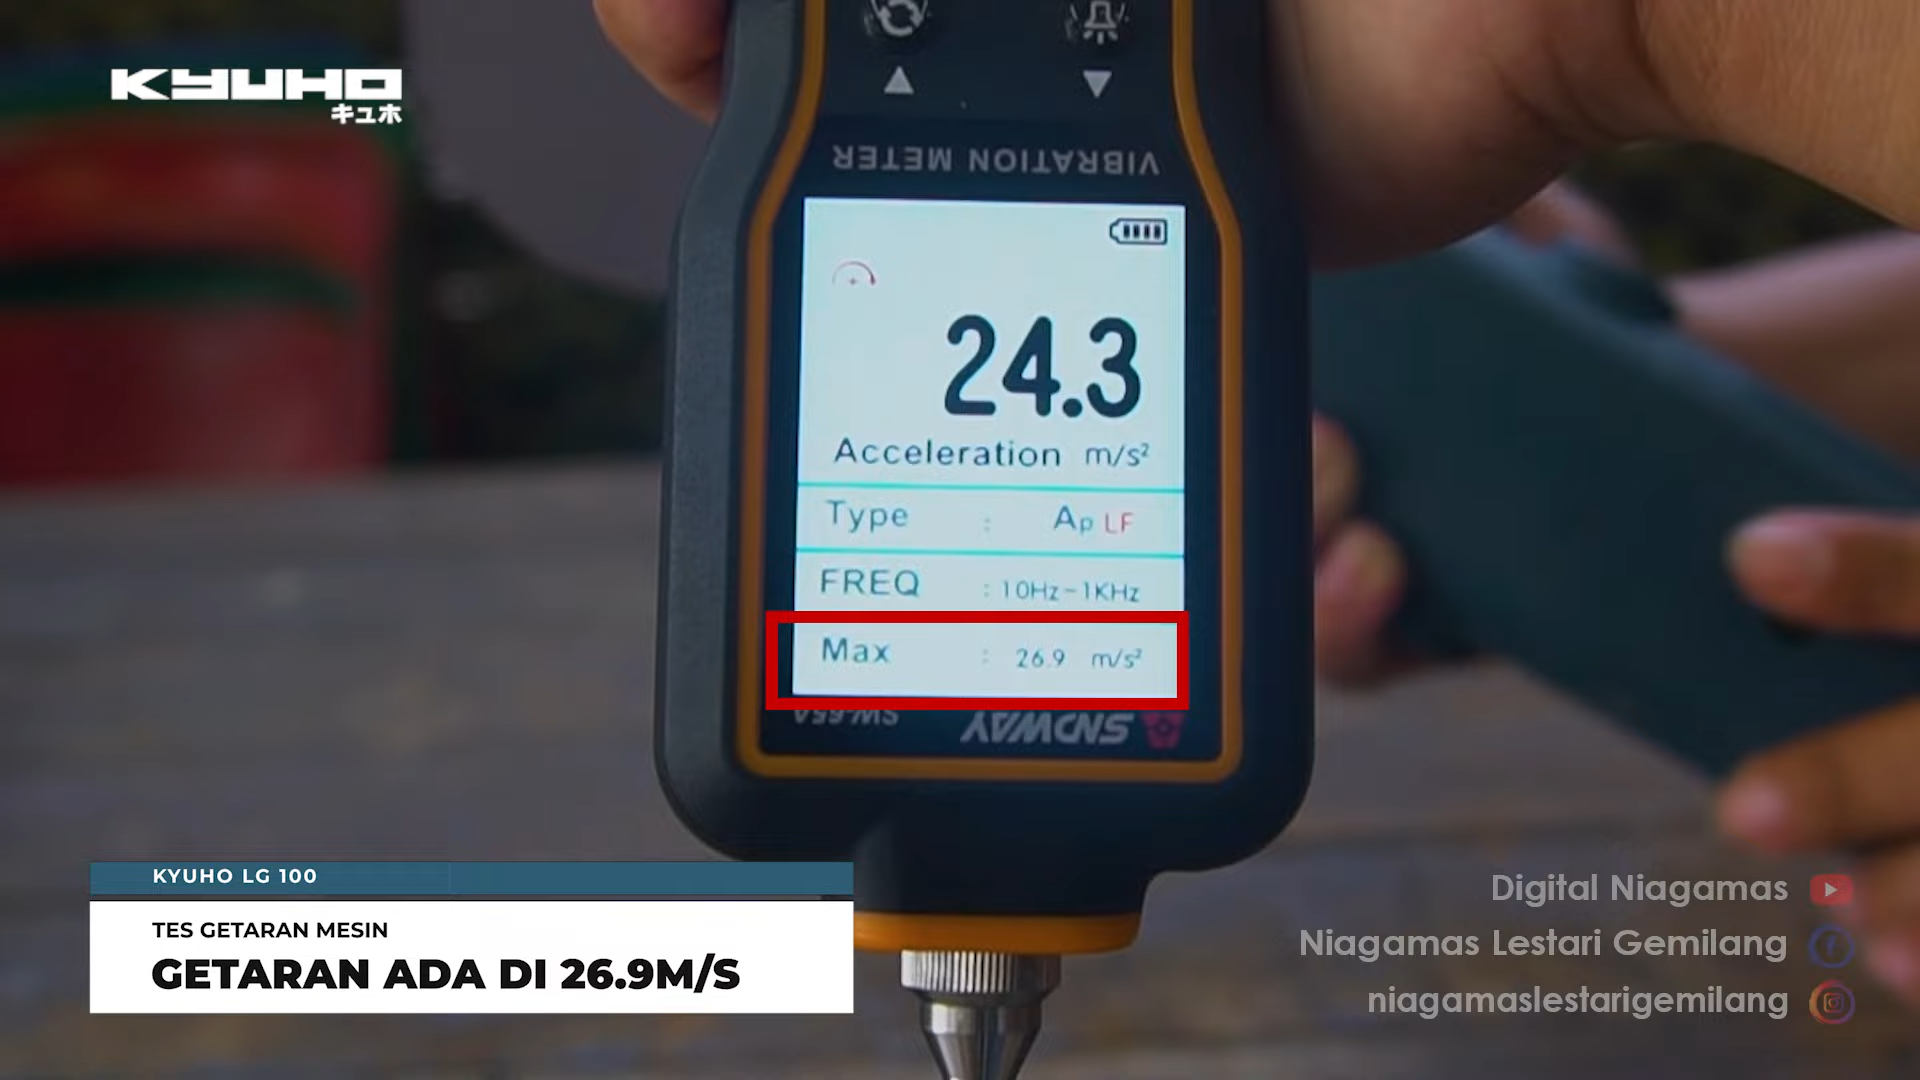 KYUHO
キュホ
VIBRATION METER
24.3
Acceleration m/s²
Type : Ap LF
FREQ : 10Hz-1KHz
Max : 26.9 m/s²
SW-65A
SNDWAY
KYUHO LG 100
TES GETARAN MESIN
GETARAN ADA DI 26.9M/S
Digital Niagamas
Niagamas Lestari Gemilang
niagamaslestarigemilang